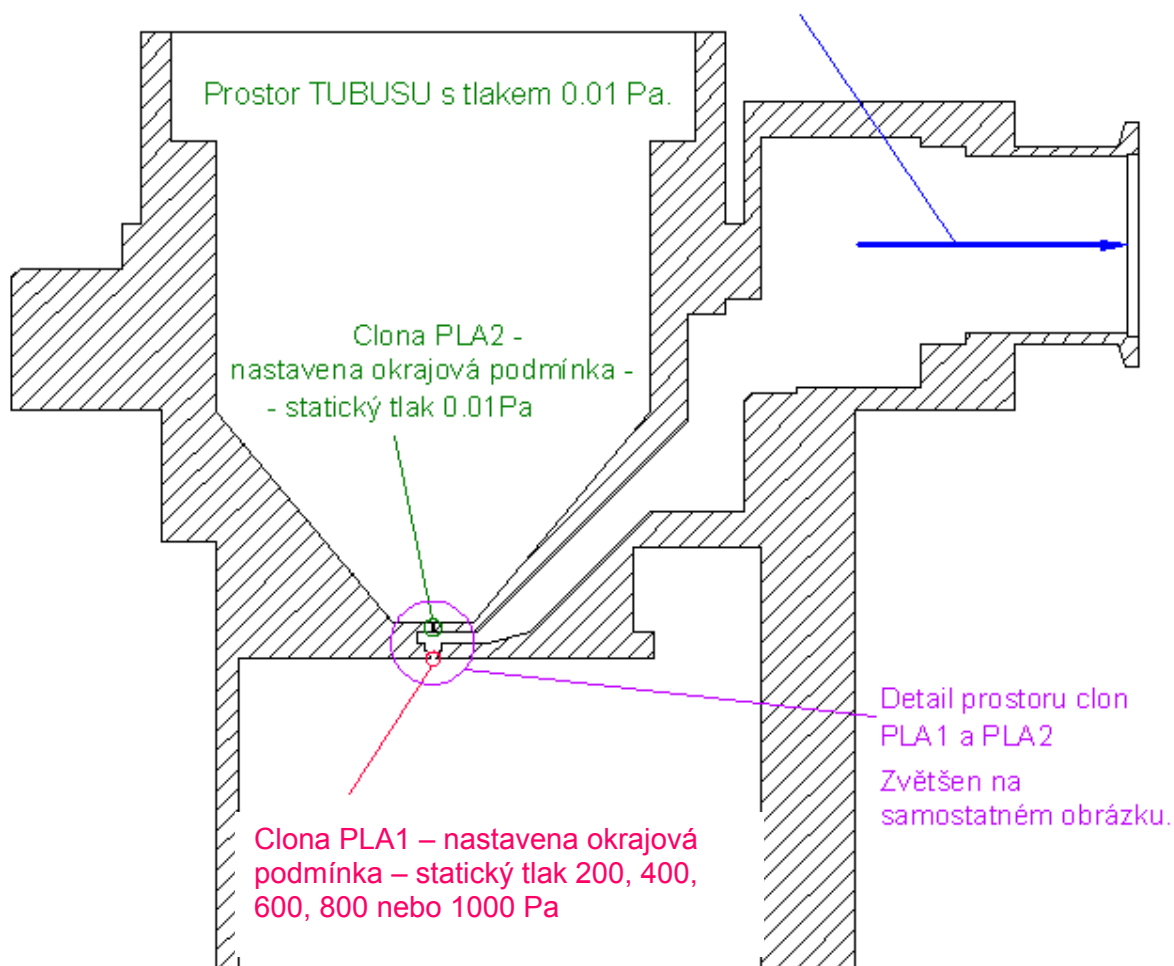 Prostor TUBUSU s tlakem 0.01 Pa.
Clona PLA2 -
nastavena okrajová podmínka -
- statický tlak 0.01Pa
Detail prostoru clon
PLA1 a PLA2
Zvětšen na
samostatném obrázku.
Clona PLA1 – nastavena okrajová
podmínka – statický tlak 200, 400,
600, 800 nebo 1000 Pa